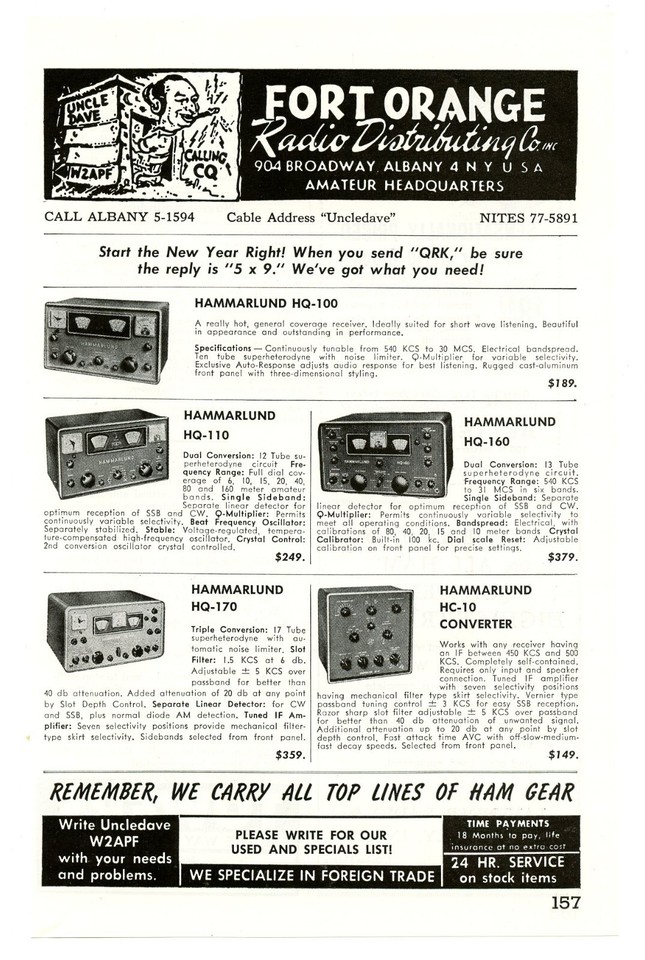 UNCLE
DAVE
W2APF
CALLING
CQ
FORT ORANGE
Radio Distributing Co. INC
904 BROADWAY, ALBANY 4 N Y U S A
AMATEUR HEADQUARTERS
CALL ALBANY 5-1594 Cable Address "Uncledave" NITES 77-5891
Start the New Year Right! When you send "QRK," be sure
the reply is "5 x 9." We've got what you need!
HAMMARLUND HQ-100
A really hot, general coverage receiver. Ideally suited for short wave listening. Beautiful
in appearance and outstanding in performance.
Specifications — Continuously tunable from 540 KCS to 30 MCS. Electrical bandspread.
Ten tube superheterodyne with noise limiter. Q-Multiplier for variable selectivity.
Exclusive Auto-Response adjusts audio response for best listening. Rugged cast-aluminum
front panel with three-dimensional styling.
$189.
HAMMARLUND
HQ-110
Dual Conversion: 12 Tube su-
perheterodyne circuit Fre-
quency Range: Full dial cov-
erage of 6, 10, 15, 20, 40,
80 and 160 meter amateur
bands. Single Sideband:
Separate linear detector for
optimum reception of SSB and CW. Q-Multiplier: Permits
continuously variable selectivity. Beat Frequency Oscillator:
Separately stabilized. Stable: Voltage-regulated, tempera-
ture-compensated high-frequency oscillator. Crystal Control:
2nd conversion oscillator crystal controlled.
$249.
HAMMARLUND
HQ-160
Dual Conversion: 13 Tube
superheterodyne circuit.
Frequency Range: 540 KCS
to 31 MCS in six bands.
Single Sideband: Separate
linear detector for optimum reception of SSB and CW.
Q-Multiplier: Permits continuously variable selectivity to
meet all operating conditions. Bandspread: Electrical, with
calibrations of 80, 40, 20, 15 and 10 meter bands Crystal
Calibrator: Built-in 100 kc. Dial scale Reset: Adjustable
calibration on front panel for precise settings.
$379.
HAMMARLUND
HQ-170
Triple Conversion: 17 Tube
superheterodyne with au-
tomatic noise limiter, Slot
Filter: 1.5 KCS at 6 db.
Adjustable ± 5 KCS over
passband for better than
40 db attenuation. Added attenuation of 20 db at any point
by Slot Depth Control. Separate Linear Detector: for CW
and SSB, plus normal diode AM detection. Tuned IF Am-
plifier: Seven selectivity positions provide mechanical filter-
type skirt selectivity. Sidebands selected from front panel.
$359.
HAMMARLUND
HC-10
CONVERTER
Works with any receiver having
an IF between 450 KCS and 500
KCS. Completely self-contained.
Requires only input and speaker
connection. Tuned IF amplifier
with seven selectivity positions
having mechanical filter type skirt selectivity. Vernier type
passband tuning control ± 3 KCS for easy SSB reception.
Razor sharp slot filter adjustable ± 5 KCS over passband
for better than 40 db attenuation of unwanted signal.
Additional attenuation up to 20 db at any point by slot
depth control. Fast attack time AVC with off-slow-medium-
fast decay speeds. Selected from front panel.
$149.
REMEMBER, WE CARRY ALL TOP LINES OF HAM GEAR
Write Uncledave
W2APF
with your needs
and problems.
PLEASE WRITE FOR OUR
USED AND SPECIALS LIST!
WE SPECIALIZE IN FOREIGN TRADE
TIME PAYMENTS
18 Months to pay, life
insurance at no extra cost
24 HR. SERVICE
on stock items
157